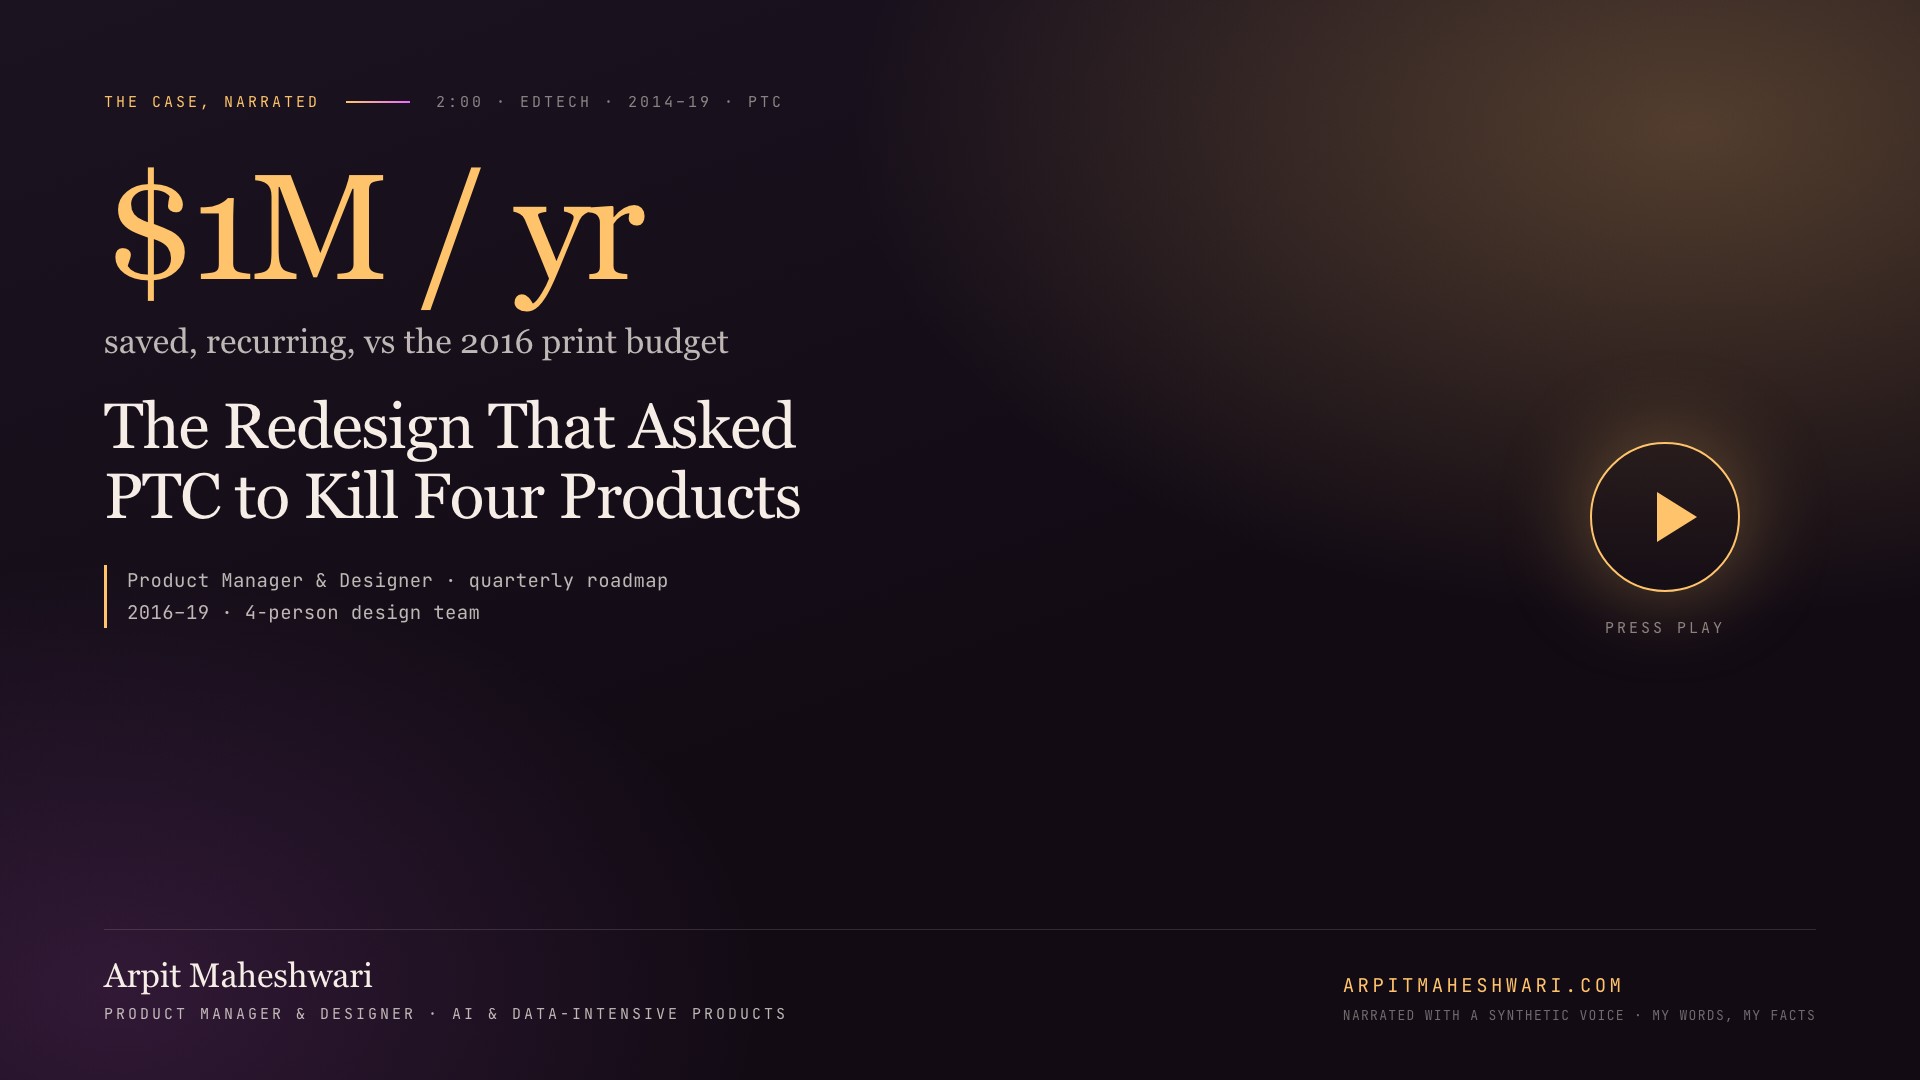 THE CASE, NARRATED 2:00 · EDTECH · 2014–19 · PTC
$1M / yr
saved, recurring, vs the 2016 print budget
The Redesign That Asked
PTC to Kill Four Products
Product Manager & Designer · quarterly roadmap
2016–19 · 4-person design team
PRESS PLAY
Arpit Maheshwari
PRODUCT MANAGER & DESIGNER · AI & DATA-INTENSIVE PRODUCTS
ARPITMAHESHWARI.COM
NARRATED WITH A SYNTHETIC VOICE · MY WORDS, MY FACTS